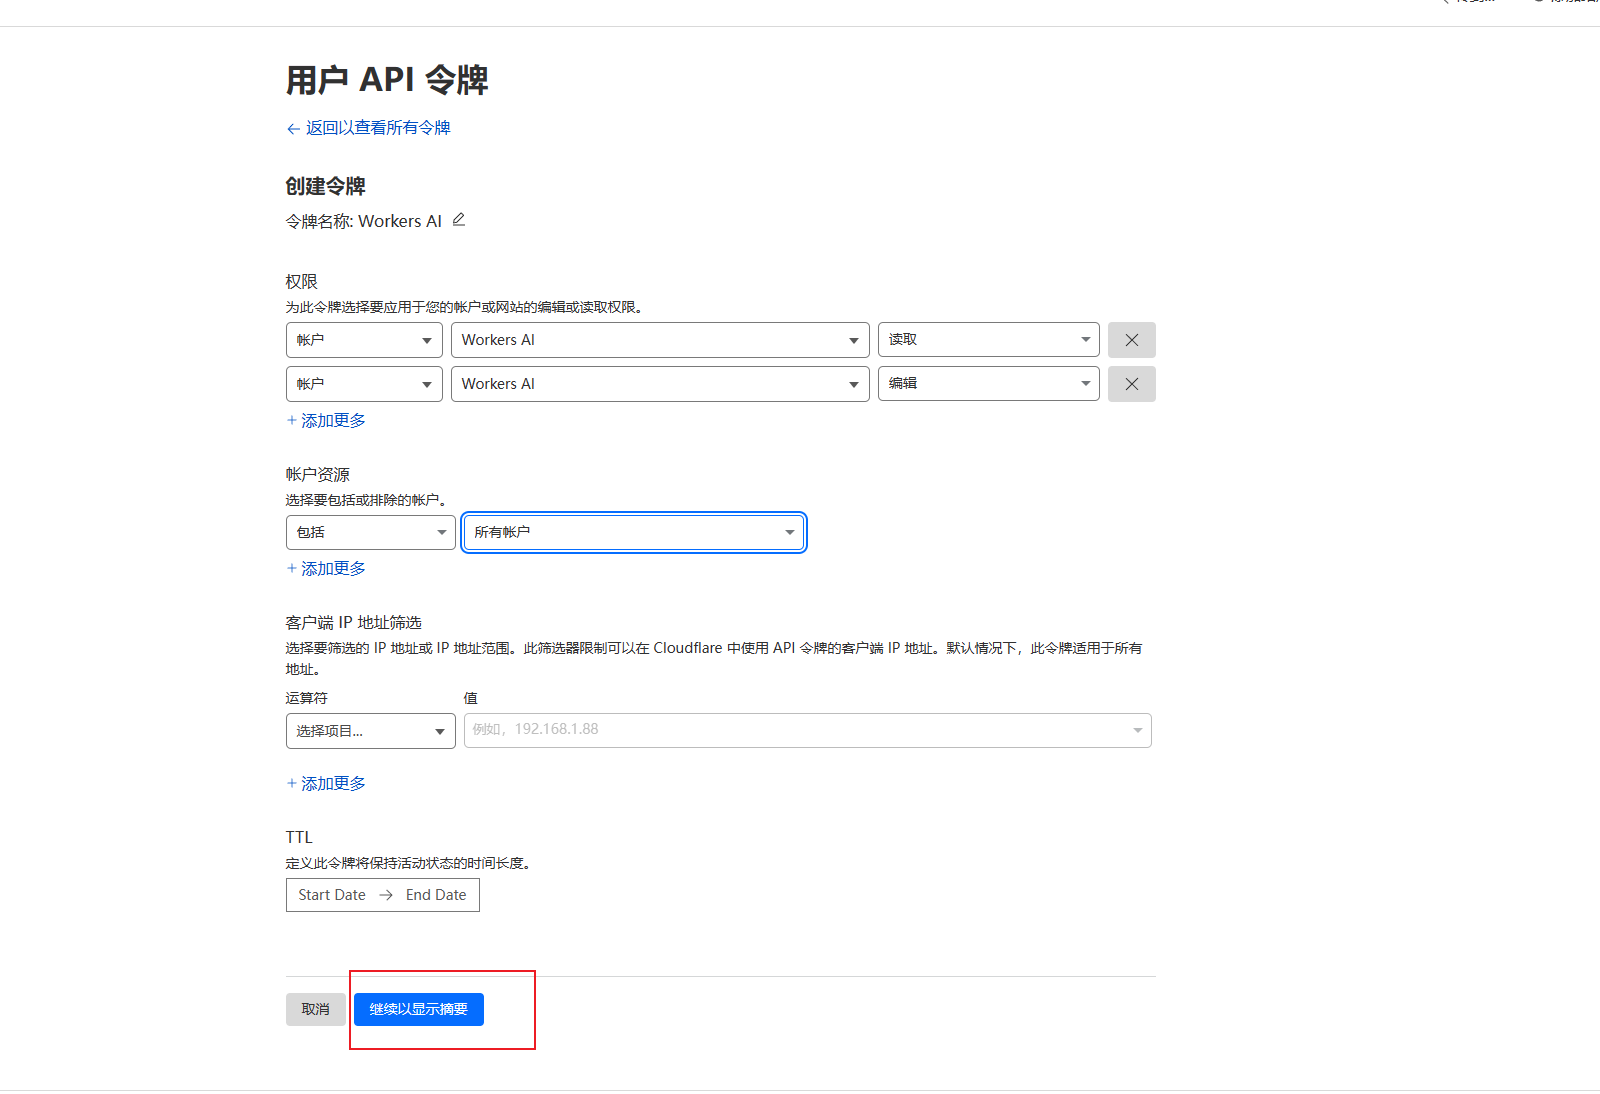 用户 API 令牌
← 返回以查看所有令牌
创建令牌
令牌名称: Workers AI
权限
为此令牌选择要应用于您的帐户或网站的编辑或读取权限。
帐户 Workers AI 读取
帐户 Workers AI 编辑
+ 添加更多
帐户资源
选择要包括或排除的帐户。
包括 所有帐户
+ 添加更多
客户端 IP 地址筛选
选择要筛选的 IP 地址或 IP 地址范围。此筛选器限制可以在 Cloudflare 中使用 API 令牌的客户端 IP 地址。默认情况下，此令牌适用于所有
地址。
运算符 值
选择项目... 例如，192.168.1.88
+ 添加更多
TTL
定义此令牌将保持活动状态的时间长度。
Start Date → End Date
取消 继续以显示摘要